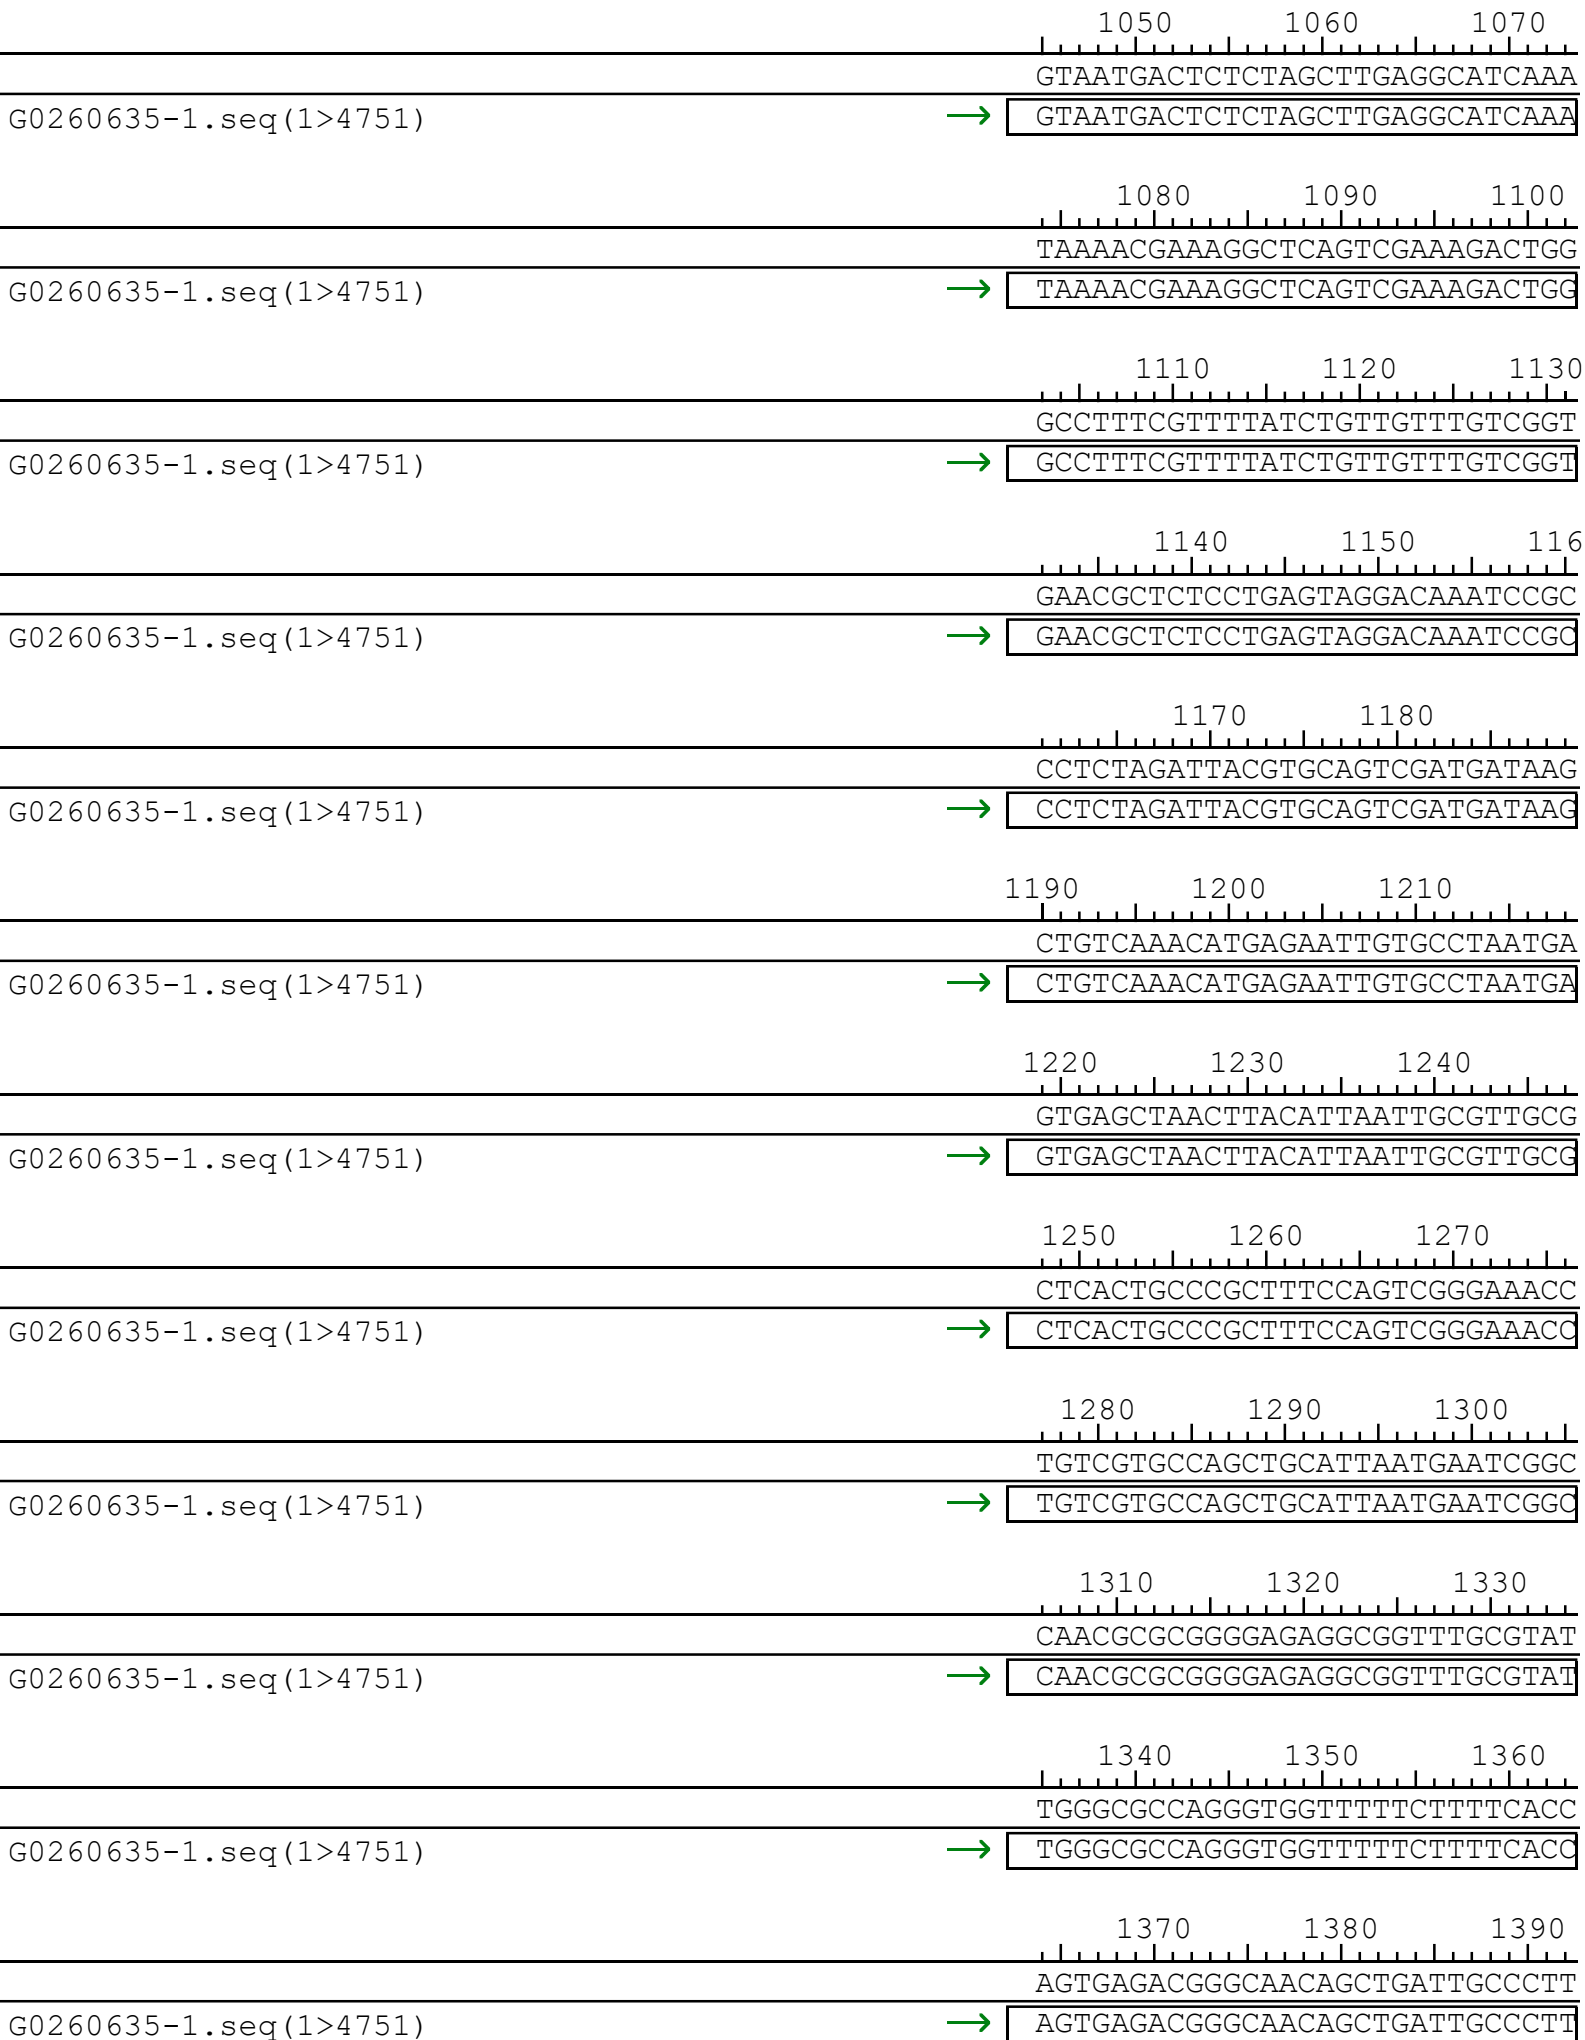 1050 1060 1070
GTAATGACTCTCTAGCTTGAGGCATCAAA
G0260635-1.seq(1>4751) → GTAATGACTCTCTAGCTTGAGGCATCAAA
1080 1090 1100
TAAAACGAAAGGCTCAGTCGAAAGACTGG
G0260635-1.seq(1>4751) → TAAAACGAAAGGCTCAGTCGAAAGACTGG
1110 1120 1130
GCCTTTCGTTTTATCTGTTGTTTGTCGGT
G0260635-1.seq(1>4751) → GCCTTTCGTTTTATCTGTTGTTTGTCGGT
1140 1150 116
GAACGCTCTCCTGAGTAGGACAAATCCGC
G0260635-1.seq(1>4751) → GAACGCTCTCCTGAGTAGGACAAATCCGC
1170 1180
CCTCTAGATTACGTGCAGTCGATGATAAG
G0260635-1.seq(1>4751) → CCTCTAGATTACGTGCAGTCGATGATAAG
1190 1200 1210
CTGTCAAACATGAGAATTGTGCCTAATGA
G0260635-1.seq(1>4751) → CTGTCAAACATGAGAATTGTGCCTAATGA
1220 1230 1240
GTGAGCTAACTTACATTAATTGCGTTGCG
G0260635-1.seq(1>4751) → GTGAGCTAACTTACATTAATTGCGTTGCG
1250 1260 1270
CTCACTGCCCGCTTTCCAGTCGGGAAACC
G0260635-1.seq(1>4751) → CTCACTGCCCGCTTTCCAGTCGGGAAACC
1280 1290 1300
TGTCGTGCCAGCTGCATTAATGAATCGGC
G0260635-1.seq(1>4751) → TGTCGTGCCAGCTGCATTAATGAATCGGC
1310 1320 1330
CAACGCGCGGGGAGAGGCGGTTTGCGTAT
G0260635-1.seq(1>4751) → CAACGCGCGGGGAGAGGCGGTTTGCGTAT
1340 1350 1360
TGGGCGCCAGGGTGGTTTTTCTTTTCACC
G0260635-1.seq(1>4751) → TGGGCGCCAGGGTGGTTTTTCTTTTCACC
1370 1380 1390
AGTGAGACGGGCAACAGCTGATTGCCCTT
G0260635-1.seq(1>4751) → AGTGAGACGGGCAACAGCTGATTGCCCTT